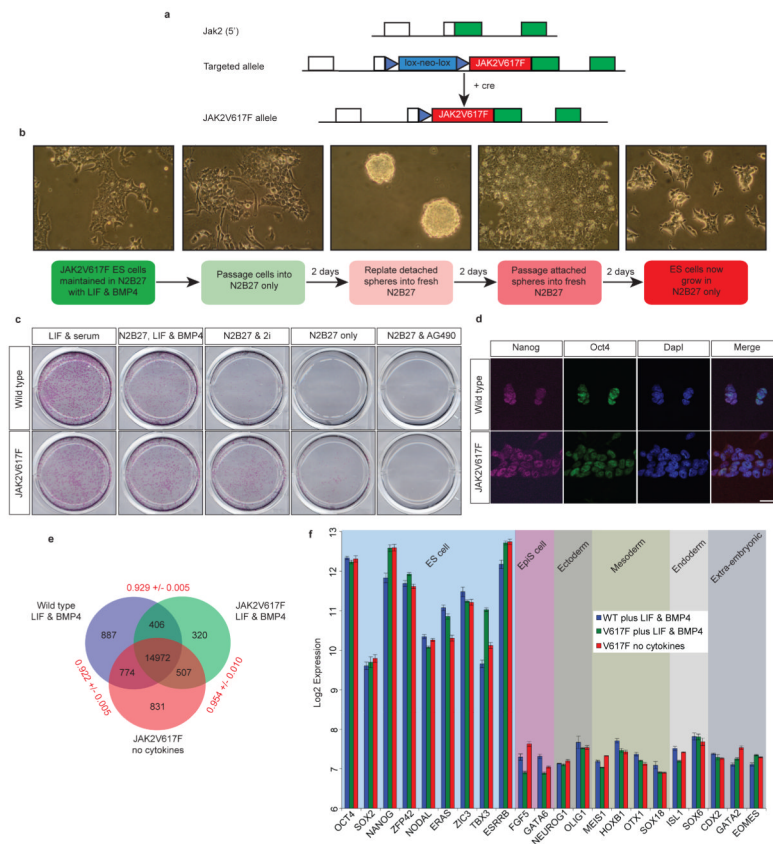 a
Jak2 (5')
Targeted allele
lox-neo-lox
JAK2V617F
+ cre
JAK2V617F allele
JAK2V617F
b
JAK2V617F ES cells
maintained in N2B27
with LIF & BMP4
Passage cells into
N2B27 only
2 days
Replate detached
spheres into fresh
N2B27
2 days
Passage attached
spheres into fresh
N2B27
2 days
ES cells now
grow in
N2B27 only
c
LIF & serum
N2B27, LIF & BMP4
N2B27 & 2i
N2B27 only
N2B27 & AG490
Wild type
JAK2V617F
d
Nanog
Oct4
DapI
Merge
Wild
type
JAK2V617F
e
0.929 +/- 0.005
Wild type
LIF & BMP4
JAK2V617F
LIF & BMP4
887
406
320
14972
774
507
831
0.922 +/- 0.005
0.954 +/- 0.010
JAK2V617F
no cytokines
f
Log2 Expression
13
12
11
10
9
8
7
6
ES cell
EpiS cell
Ectoderm
Mesoderm
Endoderm
Extra-embryonic
WT plus LIF & BMP4
V617F plus LIF & BMP4
V617F no cytokines
OCT4
SOX2
NANOG
ZFP42
NODAL
ERAS
ZIC3
TBX3
ESRRB
FGF5
GATA6
NEUROG1
OLIG1
MEIS1
HOXB1
OTX1
SOX18
ISL1
SOX6
CDX2
GATA2
EOMES